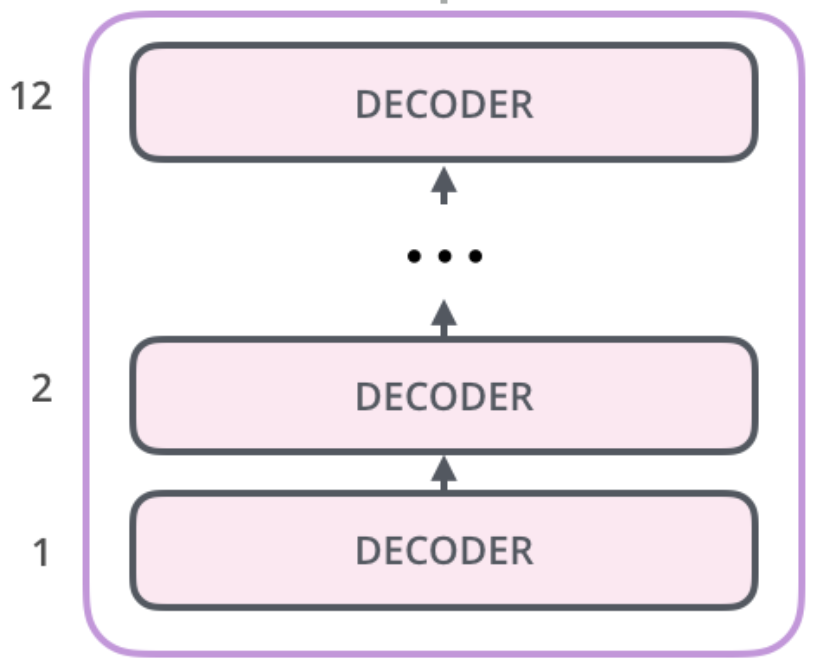 12 DECODER
• • •
2 DECODER
1 DECODER